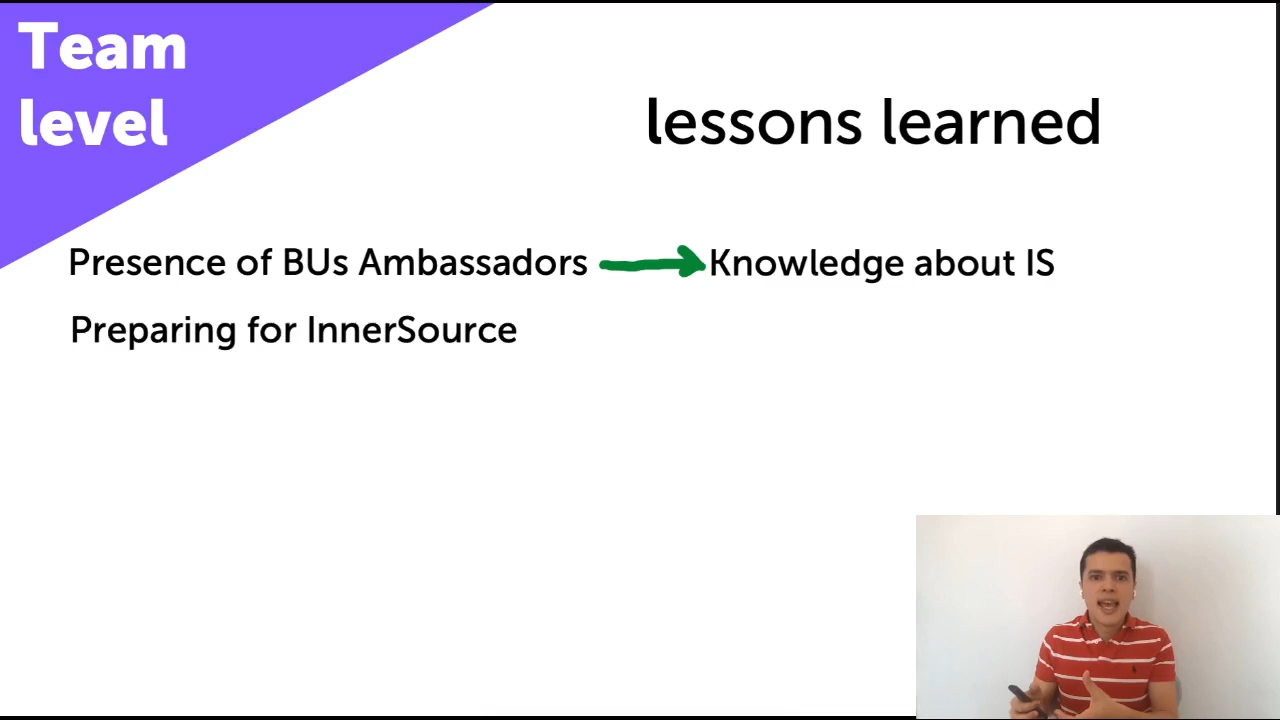 Team
level
lessons learned
Presence of BUs Ambassadors
Knowledge about IS
Preparing for InnerSource